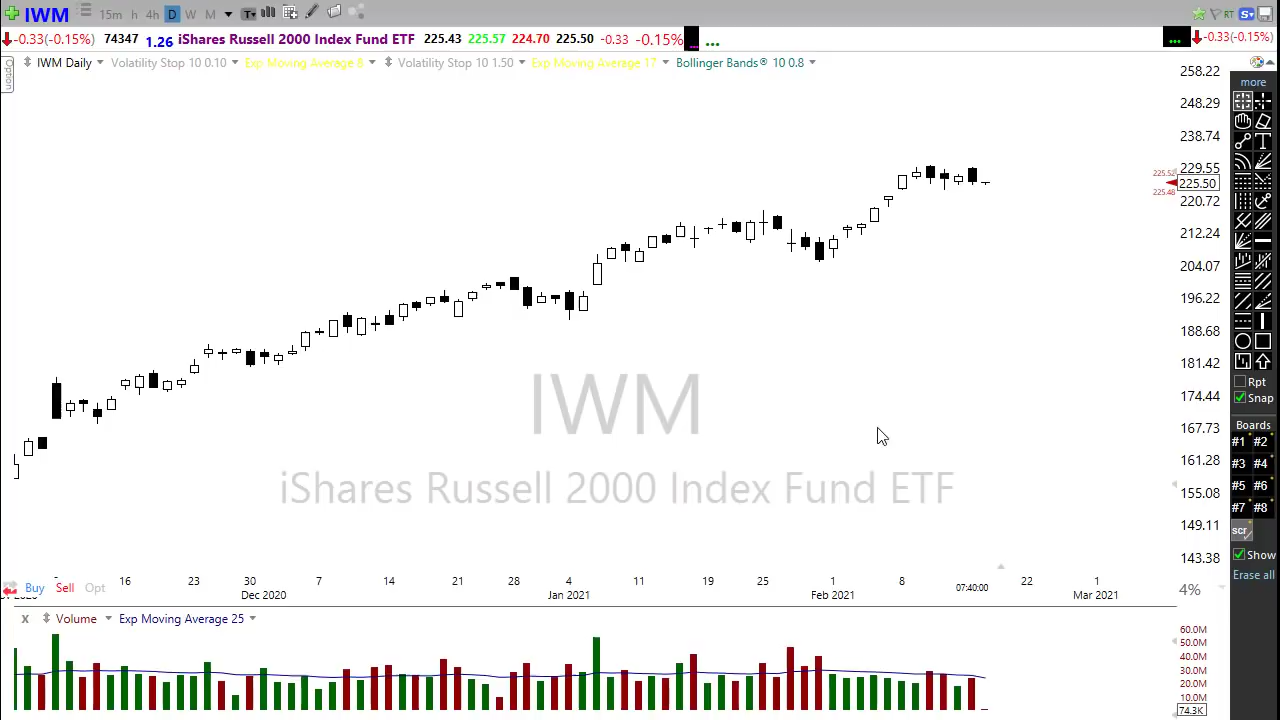 IWM 15m h 4h D W M T RT S
-0.33(-0.15%) 74347 1.26 iShares Russell 2000 Index Fund ETF 225.43 225.57 224.70 225.50 -0.33 -0.15% ... ... ... -0.33(-0.15%)
Option
IWM Daily Volatility Stop 10 0.10 Exp Moving Average 8 Volatility Stop 10 1.50 Exp Moving Average 17 Bollinger Bands® 10 0.8
258.22
248.29
238.74
229.55
225.52
225.50
225.48
220.72
212.24
204.07
196.22
188.68
181.42
174.44
167.73
161.28
155.08
149.11
143.38
IWM
iShares Russell 2000 Index Fund ETF
more
T
Rpt
Snap
Boards
#1 #2
#3 #4
#5 #6
#7 #8
scr
Show
Erase all
Buy Sell Opt
16 23 30 7 14 21 28 4 11 19 25 1 8 22 1
Dec 2020 Jan 2021 Feb 2021 07:40:00 Mar 2021
4%
X Volume Exp Moving Average 25
60.0M
50.0M
40.0M
30.0M
20.0M
10.0M
74.3K